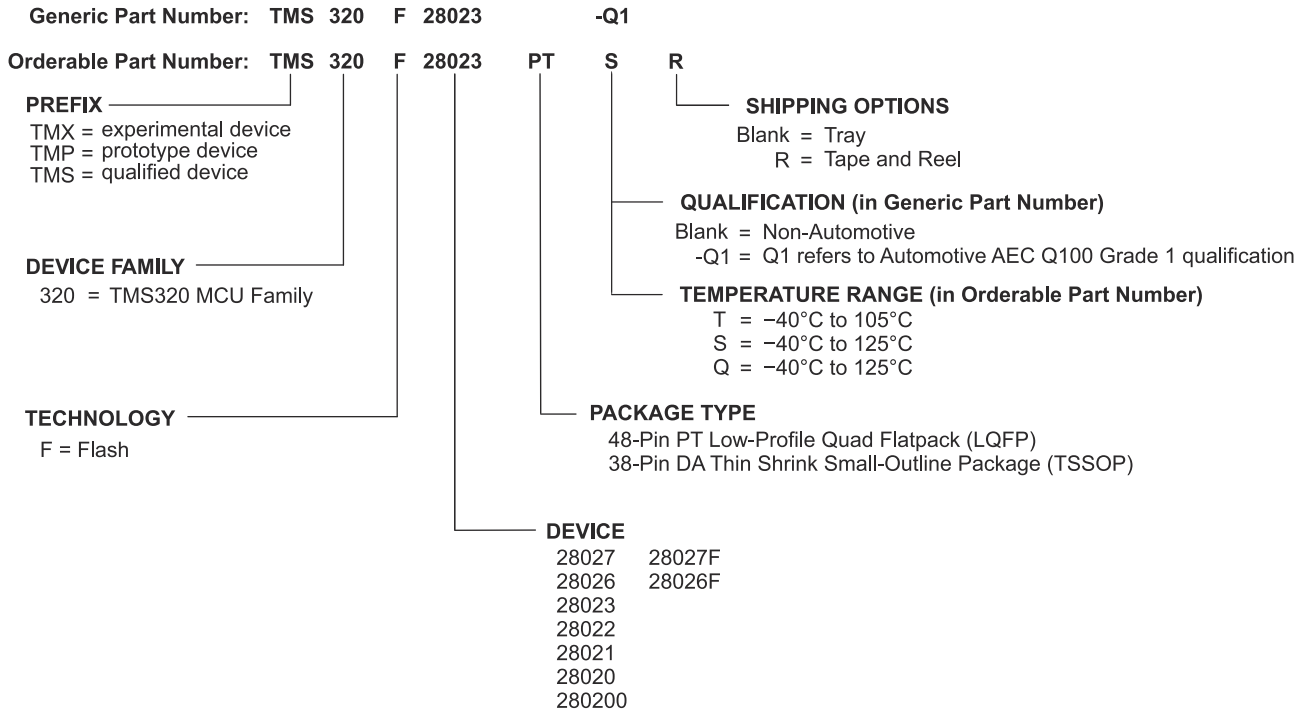 Generic Part Number: TMS 320 F 28023 -Q1
Orderable Part Number: TMS 320 F 28023 PT S R
PREFIX
TMX = experimental device
TMP = prototype device
TMS = qualified device
SHIPPING OPTIONS
Blank = Tray
R = Tape and Reel
QUALIFICATION (in Generic Part Number)
Blank = Non-Automotive
-Q1 = Q1 refers to Automotive AEC Q100 Grade 1 qualification
DEVICE FAMILY
320 = TMS320 MCU Family
TEMPERATURE RANGE (in Orderable Part Number)
T = −40°C to 105°C
S = −40°C to 125°C
Q = −40°C to 125°C
TECHNOLOGY
F = Flash
PACKAGE TYPE
48-Pin PT Low-Profile Quad Flatpack (LQFP)
38-Pin DA Thin Shrink Small-Outline Package (TSSOP)
DEVICE
28027 28027F
28026 28026F
28023
28022
28021
28020
280200